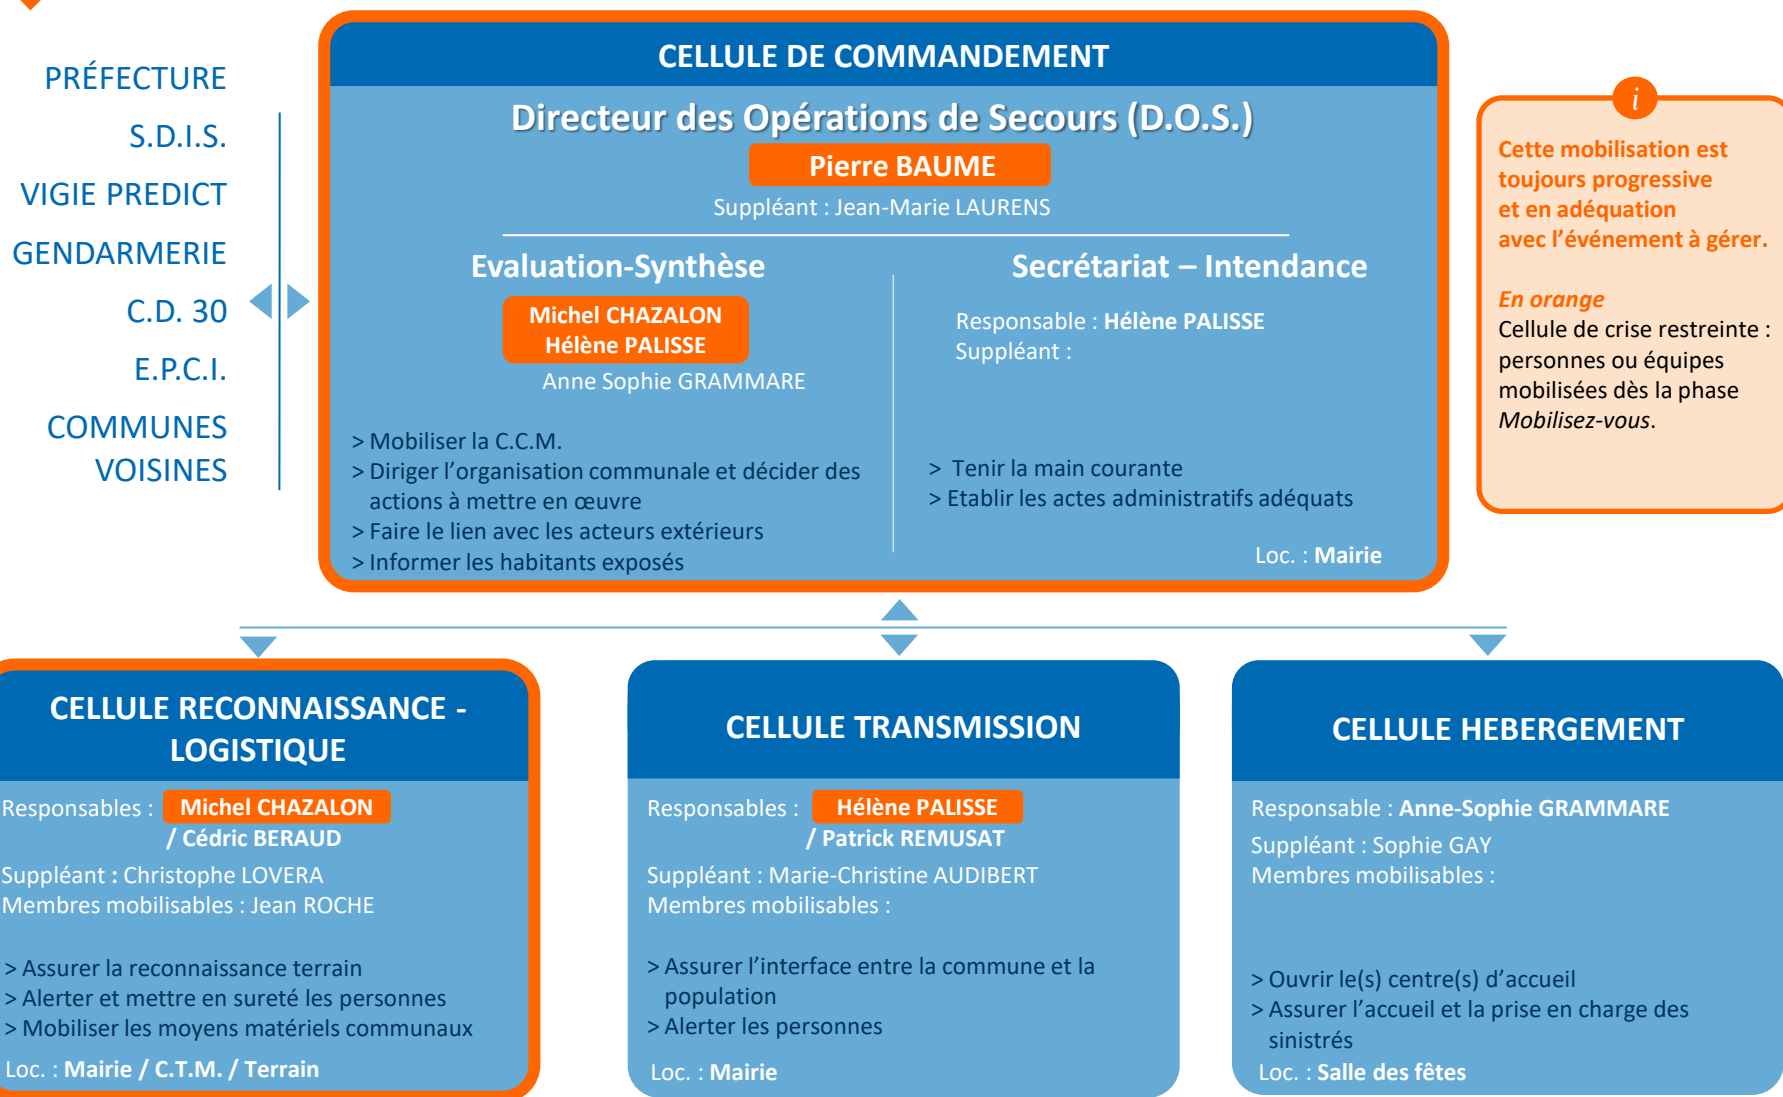 PRÉFECTURE
S.D.I.S.
VIGIE PREDICT
GENDARMERIE
C.D. 30
E.P.C.I.
COMMUNES
VOISINES
CELLULE DE COMMANDEMENT
Directeur des Opérations de Secours (D.O.S.)
Pierre BAUME
Suppléant : Jean-Marie LAURENS
Evaluation-Synthèse
Michel CHAZALON
Hélène PALISSE
Anne Sophie GRAMMARE
> Mobiliser la C.C.M.
> Diriger l'organisation communale et décider des
actions à mettre en œuvre
> Faire le lien avec les acteurs extérieurs
> Informer les habitants exposés
Secrétariat – Intendance
Responsable : Hélène PALISSE
Suppléant :
> Tenir la main courante
> Etablir les actes administratifs adéquats
Loc. : Mairie
i
Cette mobilisation est
toujours progressive
et en adéquation
avec l'événement à gérer.
En orange
Cellule de crise restreinte :
personnes ou équipes
mobilisées dès la phase
Mobilisez-vous.
CELLULE RECONNAISSANCE -
LOGISTIQUE
Responsables : Michel CHAZALON
/ Cédric BERAUD
Suppléant : Christophe LOVERA
Membres mobilisables : Jean ROCHE
> Assurer la reconnaissance terrain
> Alerter et mettre en sureté les personnes
> Mobiliser les moyens matériels communaux
Loc. : Mairie / C.T.M. / Terrain
CELLULE TRANSMISSION
Responsables : Hélène PALISSE
/ Patrick REMUSAT
Suppléant : Marie-Christine AUDIBERT
Membres mobilisables :
> Assurer l'interface entre la commune et la
population
> Alerter les personnes
Loc. : Mairie
CELLULE HEBERGEMENT
Responsable : Anne-Sophie GRAMMARE
Suppléant : Sophie GAY
Membres mobilisables :
> Ouvrir le(s) centre(s) d'accueil
> Assurer l'accueil et la prise en charge des
sinistrés
Loc. : Salle des fêtes